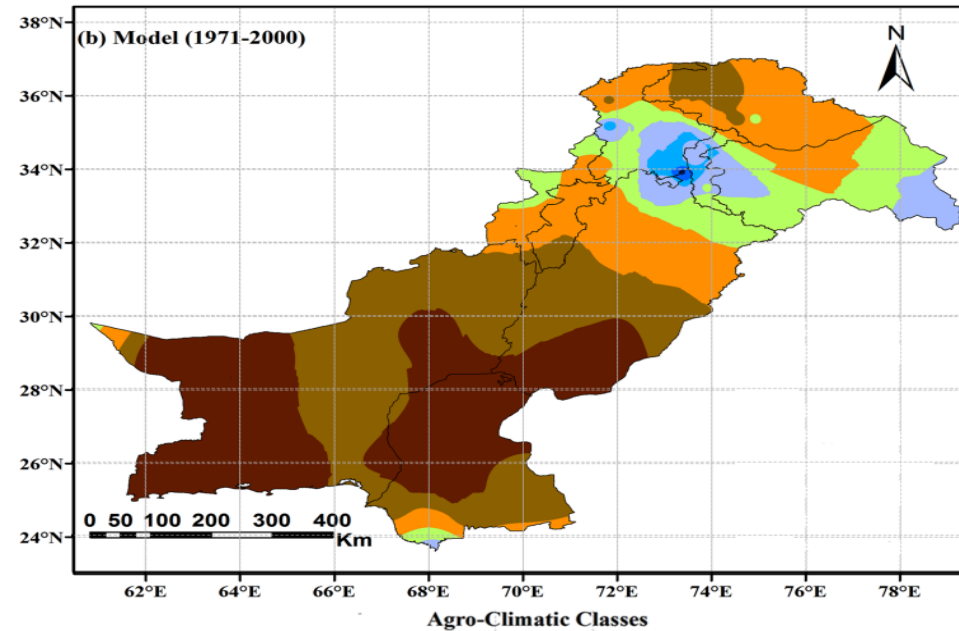 38°N
(b) Model (1971-2000)
N
36°N
34°N
32°N
30°N
28°N
26°N
0 50 100 200 300 400
Km
24°N
62°E 64°E 66°E 68°E 70°E 72°E 74°E 76°E 78°E
Agro-Climatic Classes